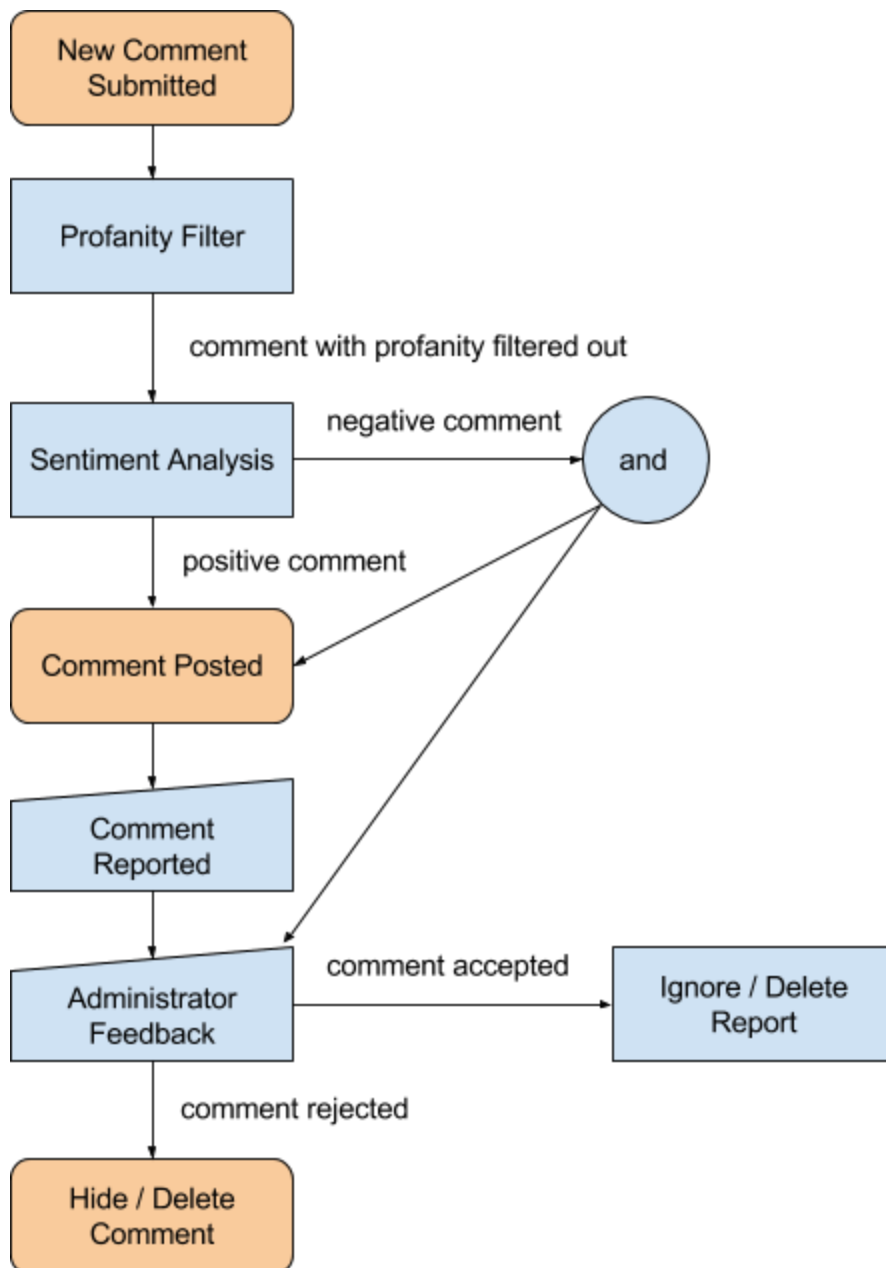 New Comment
Submitted
Profanity Filter
comment with profanity filtered out
negative comment
Sentiment Analysis
and
positive comment
Comment Posted
Comment
Reported
comment accepted
Administrator
Feedback
Ignore / Delete
Report
comment rejected
Hide / Delete
Comment